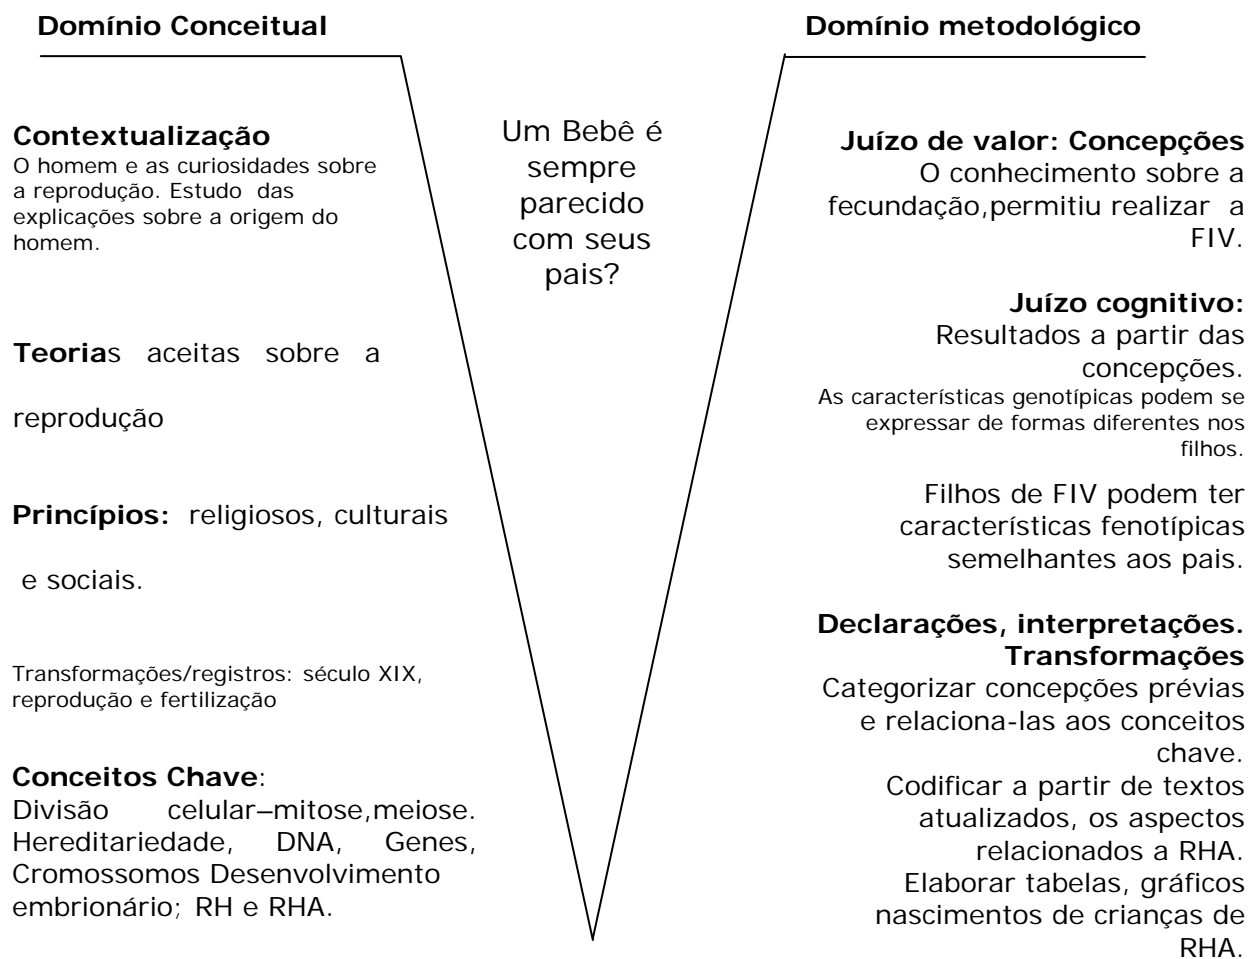 Domínio Conceitual
Domínio metodológico
Contextualização
O homem e as curiosidades sobre
a reprodução. Estudo das
explicações sobre a origem do
homem.
Teorias aceitas sobre a
reprodução
Princípios: religiosos, culturais
e sociais.
Transformações/registros: século XIX,
reprodução e fertilização
Conceitos Chave:
Divisão celular–mitose,meiose.
Hereditariedade, DNA, Genes,
Cromossomos Desenvolvimento
embrionário; RH e RHA.
Um Bebê é
sempre
parecido
com seus
pais?
Juízo de valor: Concepções
O conhecimento sobre a
fecundação,permitiu realizar a
FIV.
Juízo cognitivo:
Resultados a partir das
concepções.
As características genotípicas podem se
expressar de formas diferentes nos
filhos.
Filhos de FIV podem ter
características fenotípicas
semelhantes aos pais.
Declarações, interpretações.
Transformações
Categorizar concepções prévias
e relaciona-las aos conceitos
chave.
Codificar a partir de textos
atualizados, os aspectos
relacionados a RHA.
Elaborar tabelas, gráficos
nascimentos de crianças de
RHA.